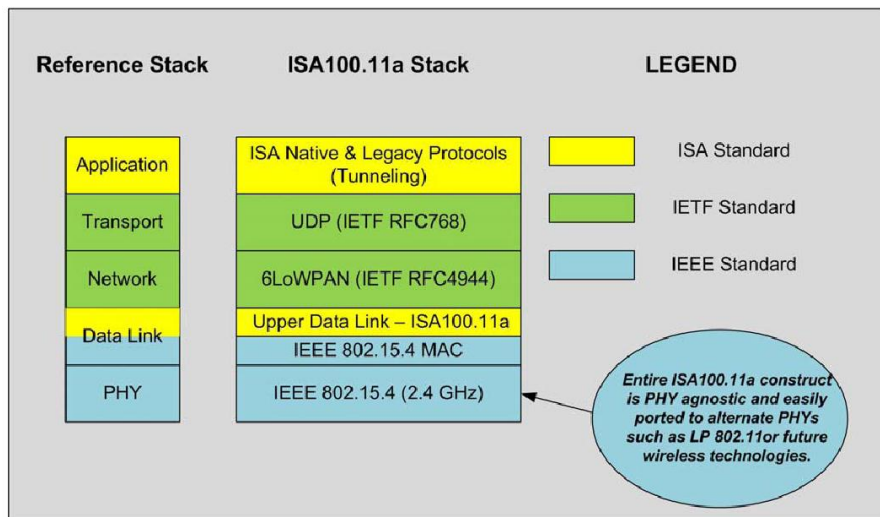 Reference Stack
ISA100.11a Stack
LEGEND
Application
Transport
Network
Data Link
PHY
ISA Native & Legacy Protocols
(Tunneling)
UDP (IETF RFC768)
6LoWPAN (IETF RFC4944)
Upper Data Link – ISA100.11a
IEEE 802.15.4 MAC
IEEE 802.15.4 (2.4 GHz)
ISA Standard
IETF Standard
IEEE Standard
Entire ISA100.11a construct
is PHY agnostic and easily
ported to alternate PHYs
such as LP 802.11or future
wireless technologies.